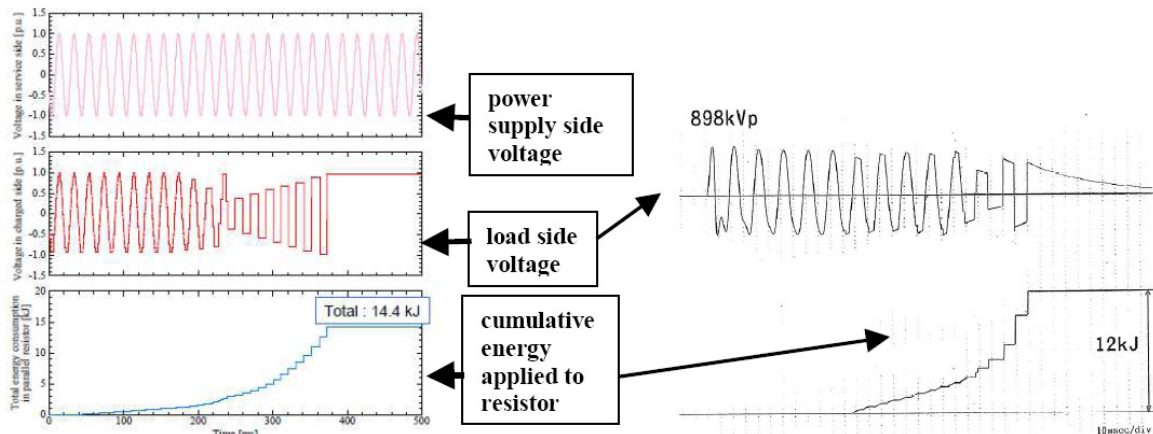 Voltage in service side [p.u.]
1.5
1.0
0.5
0
-0.5
-1.0
-1.5
Voltage in charged side [p.u.]
1.5
1.0
0.5
0
-0.5
-1.0
-1.5
Total energy consumption
in parallel resistor [kJ]
20
15
10
5
0
Total : 14.4 kJ
0
100
200
300
400
500
Time [ms]
power
supply side
voltage
load side
voltage
cumulative
energy
applied to
resistor
898kVp
12kJ
10msec/div